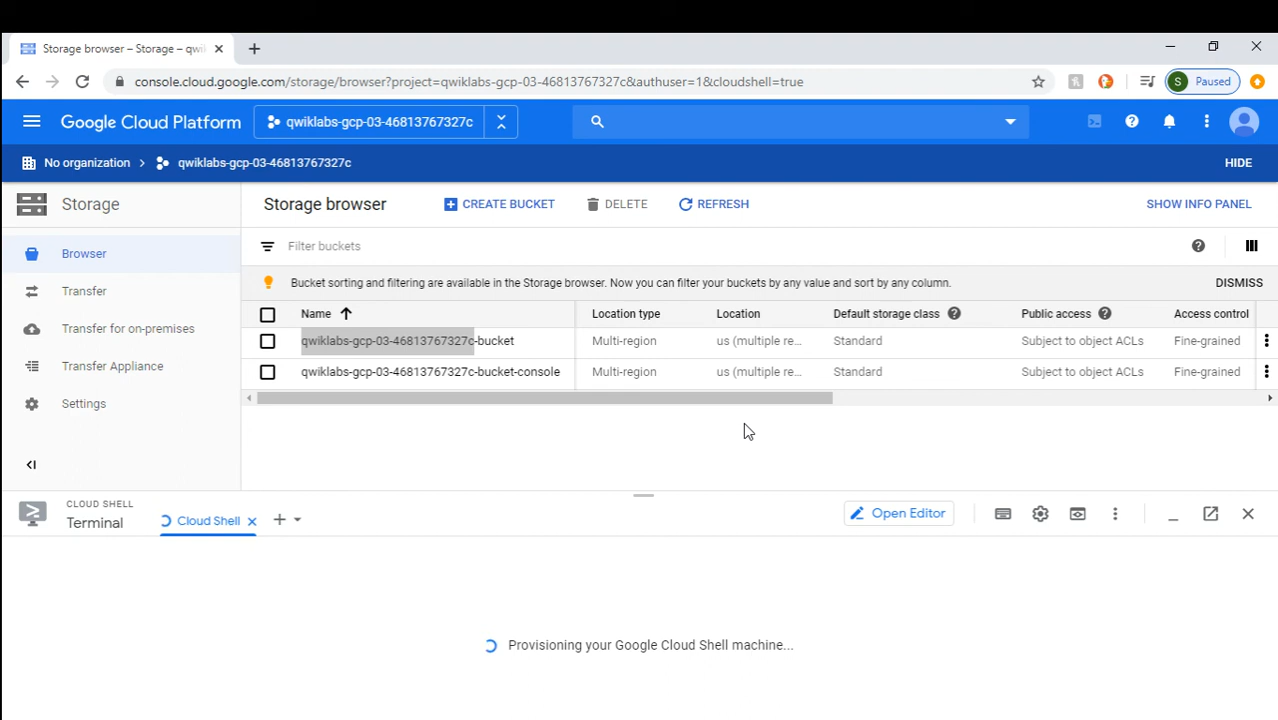 Storage browser – Storage – qwi
console.cloud.google.com/storage/browser?project=qwiklabs-gcp-03-46813767327c&authuser=1&cloudshell=true
S Paused
Google Cloud Platform
qwiklabs-gcp-03-46813767327c
No organization
qwiklabs-gcp-03-46813767327c
HIDE
Storage
Storage browser
CREATE BUCKET
DELETE
REFRESH
SHOW INFO PANEL
Browser
Filter buckets
Transfer
Bucket sorting and filtering are available in the Storage browser. Now you can filter your buckets by any value and sort by any column.
DISMISS
Name Location type Location Default storage class Public access Access control
Transfer for on-premises
qwiklabs-gcp-03-46813767327c-bucket Multi-region us (multiple re... Standard Subject to object ACLs Fine-grained
Transfer Appliance
qwiklabs-gcp-03-46813767327c-bucket-console Multi-region us (multiple re... Standard Subject to object ACLs Fine-grained
Settings
CLOUD SHELL
Terminal
Cloud Shell
Open Editor
Provisioning your Google Cloud Shell machine...